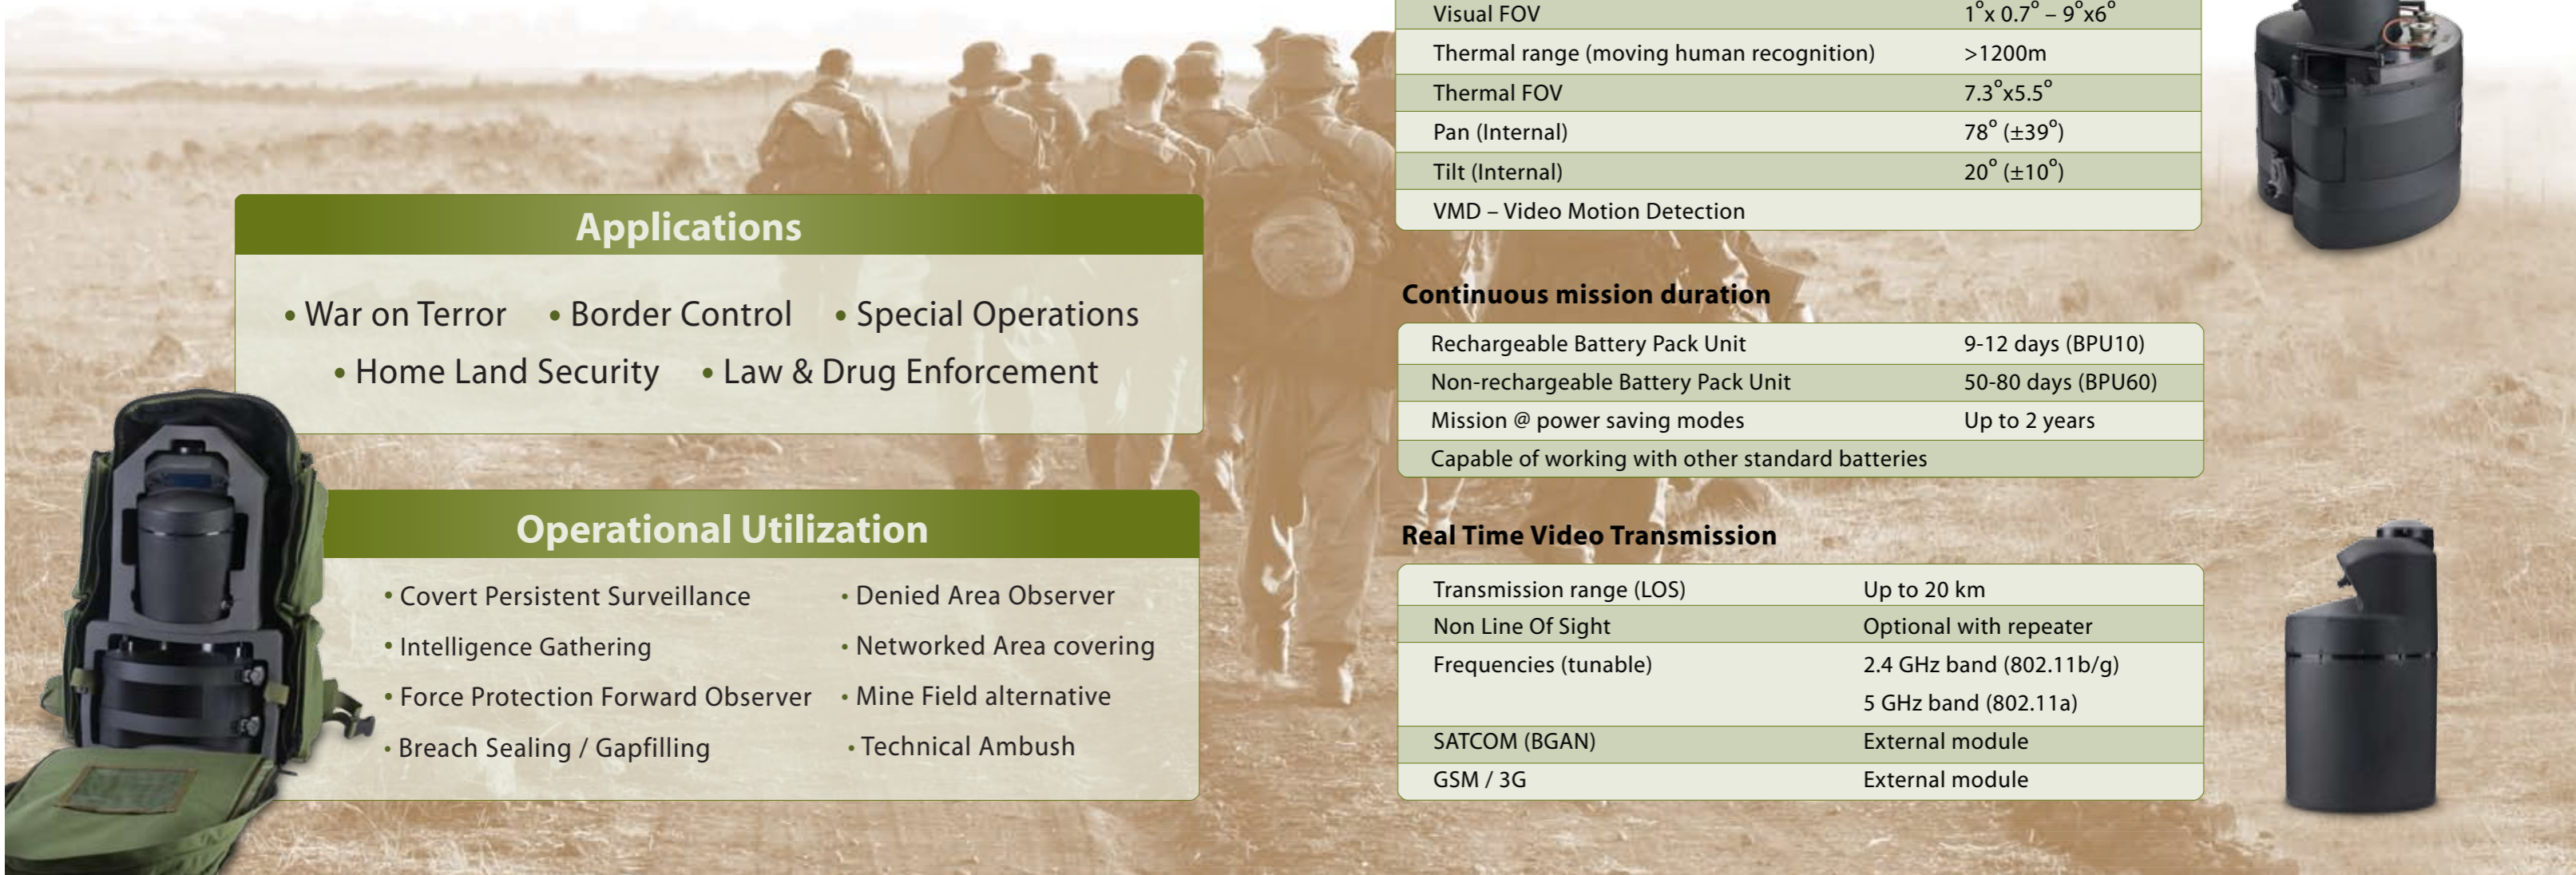 Applications
• War on Terror • Border Control • Special Operations
• Home Land Security • Law & Drug Enforcement
Operational Utilization
• Covert Persistent Surveillance
• Intelligence Gathering
• Force Protection Forward Observer
• Breach Sealing / Gapfilling
• Denied Area Observer
• Networked Area covering
• Mine Field alternative
• Technical Ambush
Visual FOV 1°x 0.7° – 9°x6°
Thermal range (moving human recognition) >1200m
Thermal FOV 7.3°x5.5°
Pan (Internal) 78° (±39°)
Tilt (Internal) 20° (±10°)
VMD – Video Motion Detection
Continuous mission duration
Rechargeable Battery Pack Unit 9-12 days (BPU10)
Non-rechargeable Battery Pack Unit 50-80 days (BPU60)
Mission @ power saving modes Up to 2 years
Capable of working with other standard batteries
Real Time Video Transmission
Transmission range (LOS) Up to 20 km
Non Line Of Sight Optional with repeater
Frequencies (tunable) 2.4 GHz band (802.11b/g)
5 GHz band (802.11a)
SATCOM (BGAN) External module
GSM / 3G External module